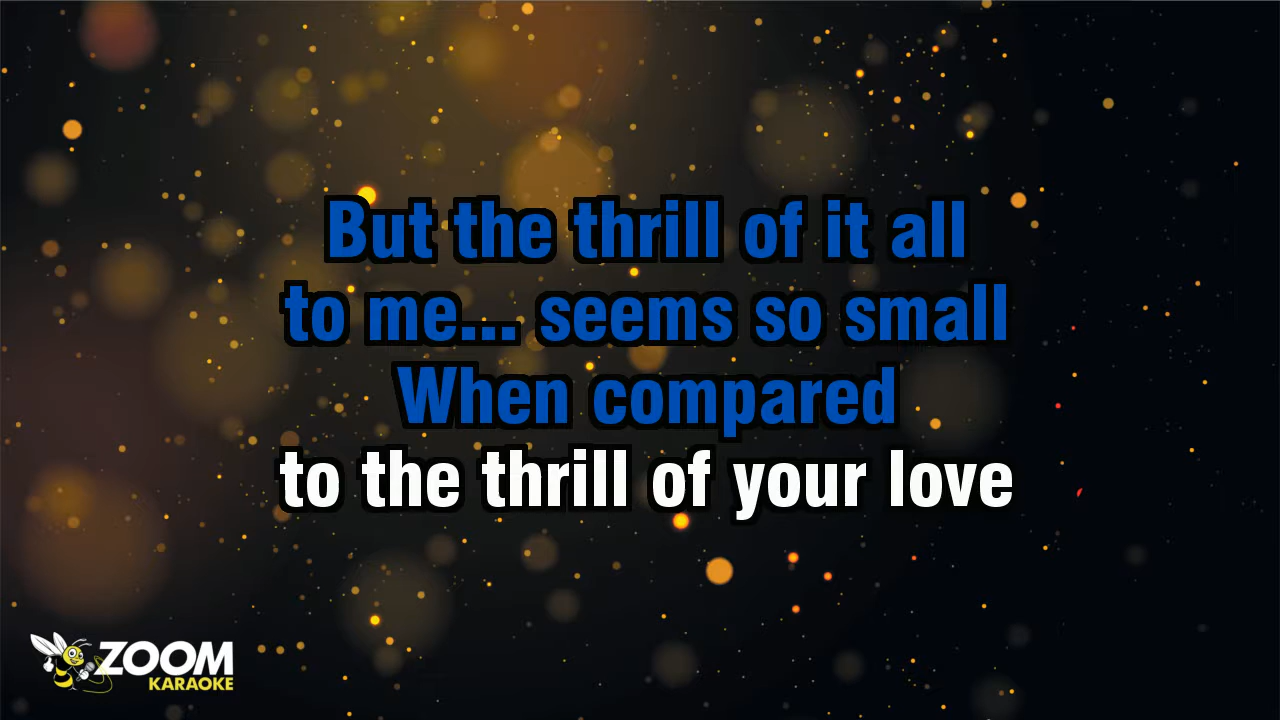 But the thrill of it all
to me... seems so small
When compared
to the thrill of your love
ZOOM
KARAOKE